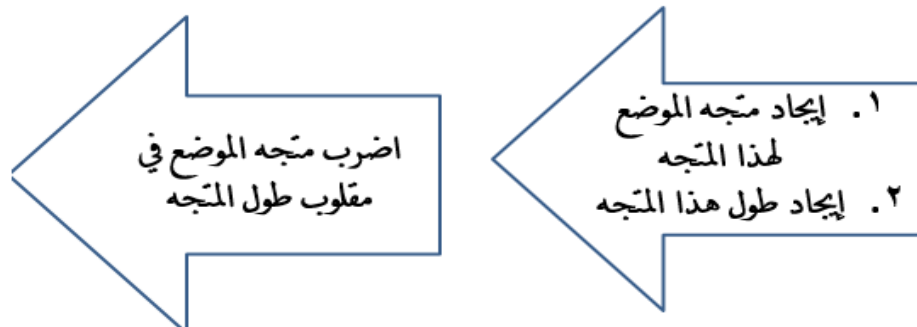 ١. إيجاد متجه الموضع
لهذا المتجه
٢. إيجاد طول هذا المتجه
اضرب متجه الموضع في
مقلوب طول المتجه